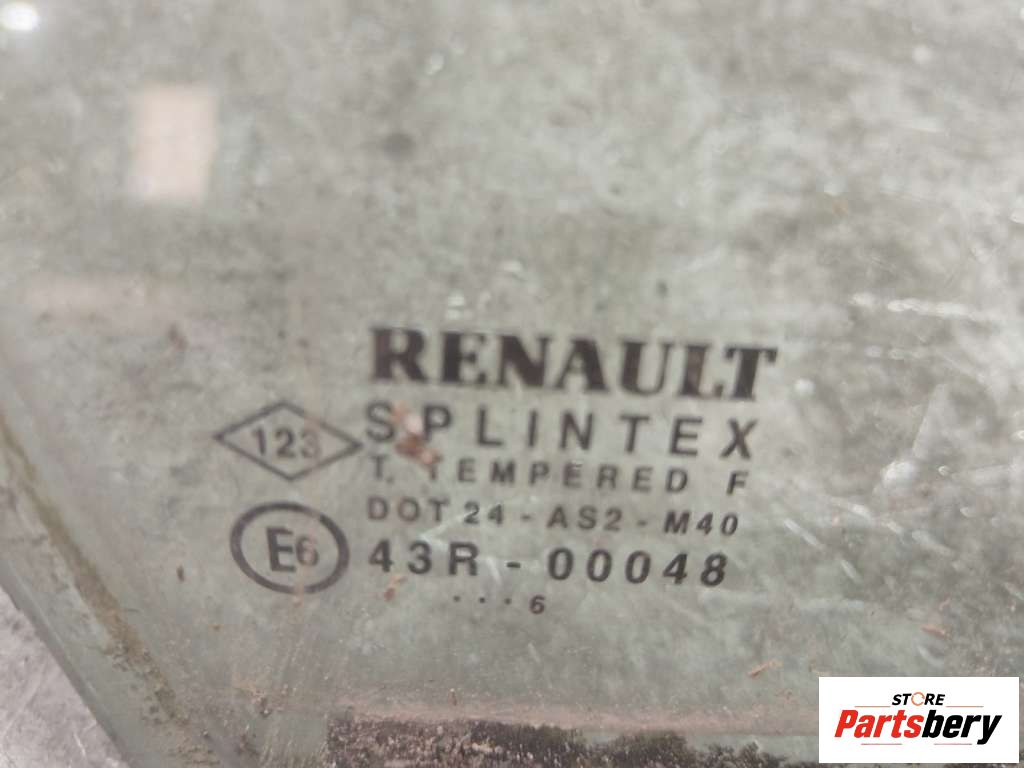 RENAULT
SPLINTEX
123
T. TEMPERED F
DOT 24 - AS2 - M40
E6
43R - 00048
...6
STORE
Partsbery